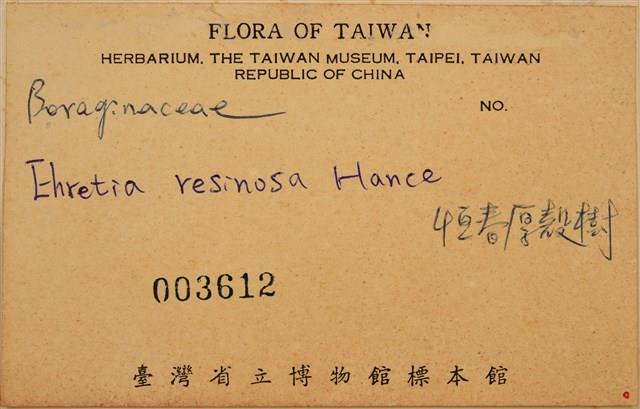 FLORA OF TAIWAN
HERBARIUM, THE TAIWAN MUSEUM, TAIPEI, TAIWAN
REPUBLIC OF CHINA
Boraginaceae
NO.
Ehretia resinosa Hance
恒春厚殼樹
003612
臺灣省立博物館標本館